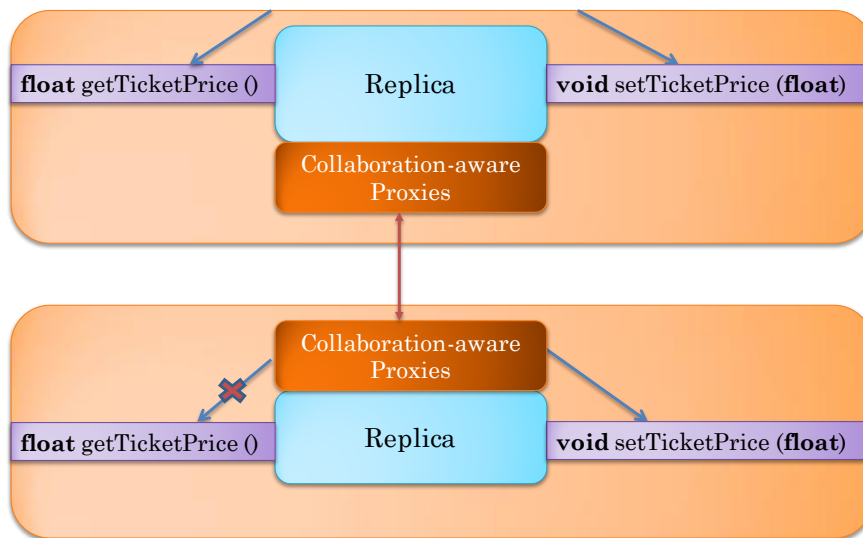 float getTicketPrice ()
Replica
void setTicketPrice (float)
Collaboration-aware
Proxies
Collaboration-aware
Proxies
float getTicketPrice ()
Replica
void setTicketPrice (float)